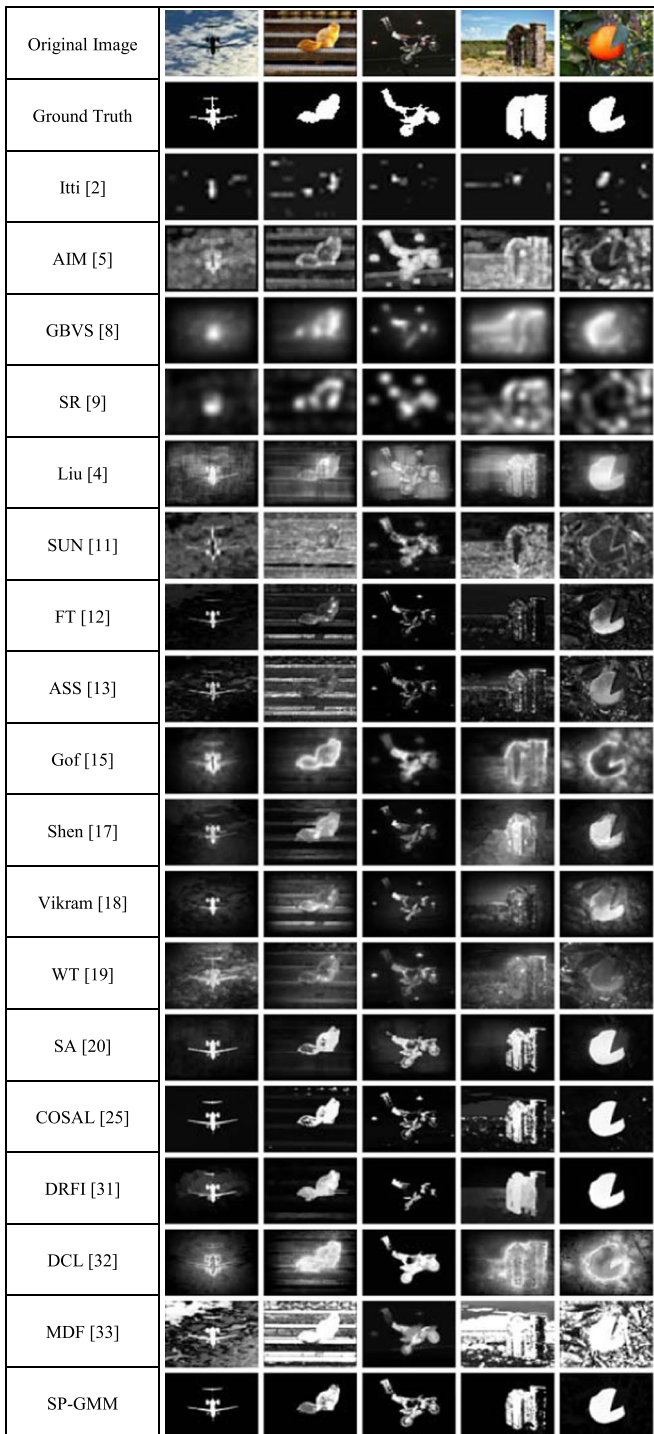 Original Image
Ground Truth
Itti [2]
AIM [5]
GBVS [8]
SR [9]
Liu [4]
SUN [11]
FT [12]
ASS [13]
Gof [15]
Shen [17]
Vikram [18]
WT [19]
SA [20]
COSAL [25]
DRFI [31]
DCL [32]
MDF [33]
SP-GMM